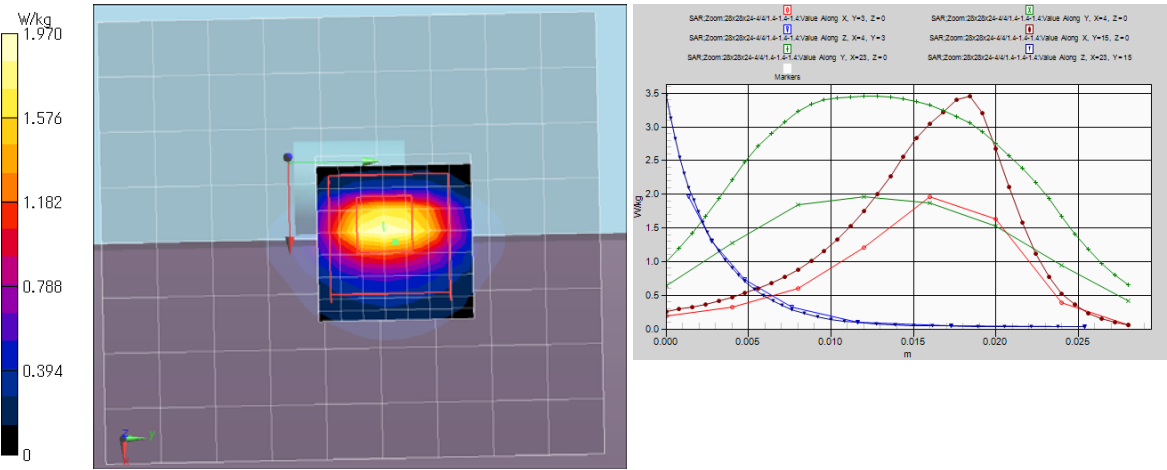 W/kg
1.970
1.576
1.182
0.788
0.394
0
Z
y
X
SAR;Zoom:28x28x24-4/4/1.4-1.4-1.4:Value Along X, Y=3, Z=0
SAR;Zoom:28x28x24-4/4/1.4-1.4-1.4:Value Along Y, X=4, Z=0
SAR;Zoom:28x28x24-4/4/1.4-1.4-1.4:Value Along Z, X=4, Y=3
SAR;Zoom:28x28x24-4/4/1.4-1.4-1.4:Value Along X, Y=15, Z=0
SAR;Zoom:28x28x24-4/4/1.4-1.4-1.4:Value Along Y, X=23, Z=0
SAR;Zoom:28x28x24-4/4/1.4-1.4-1.4:Value Along Z, X=23, Y=15
Markers
W/kg
3.5
3.0
2.5
2.0
1.5
1.0
0.5
0.0
0.000
0.005
0.010
0.015
0.020
0.025
m